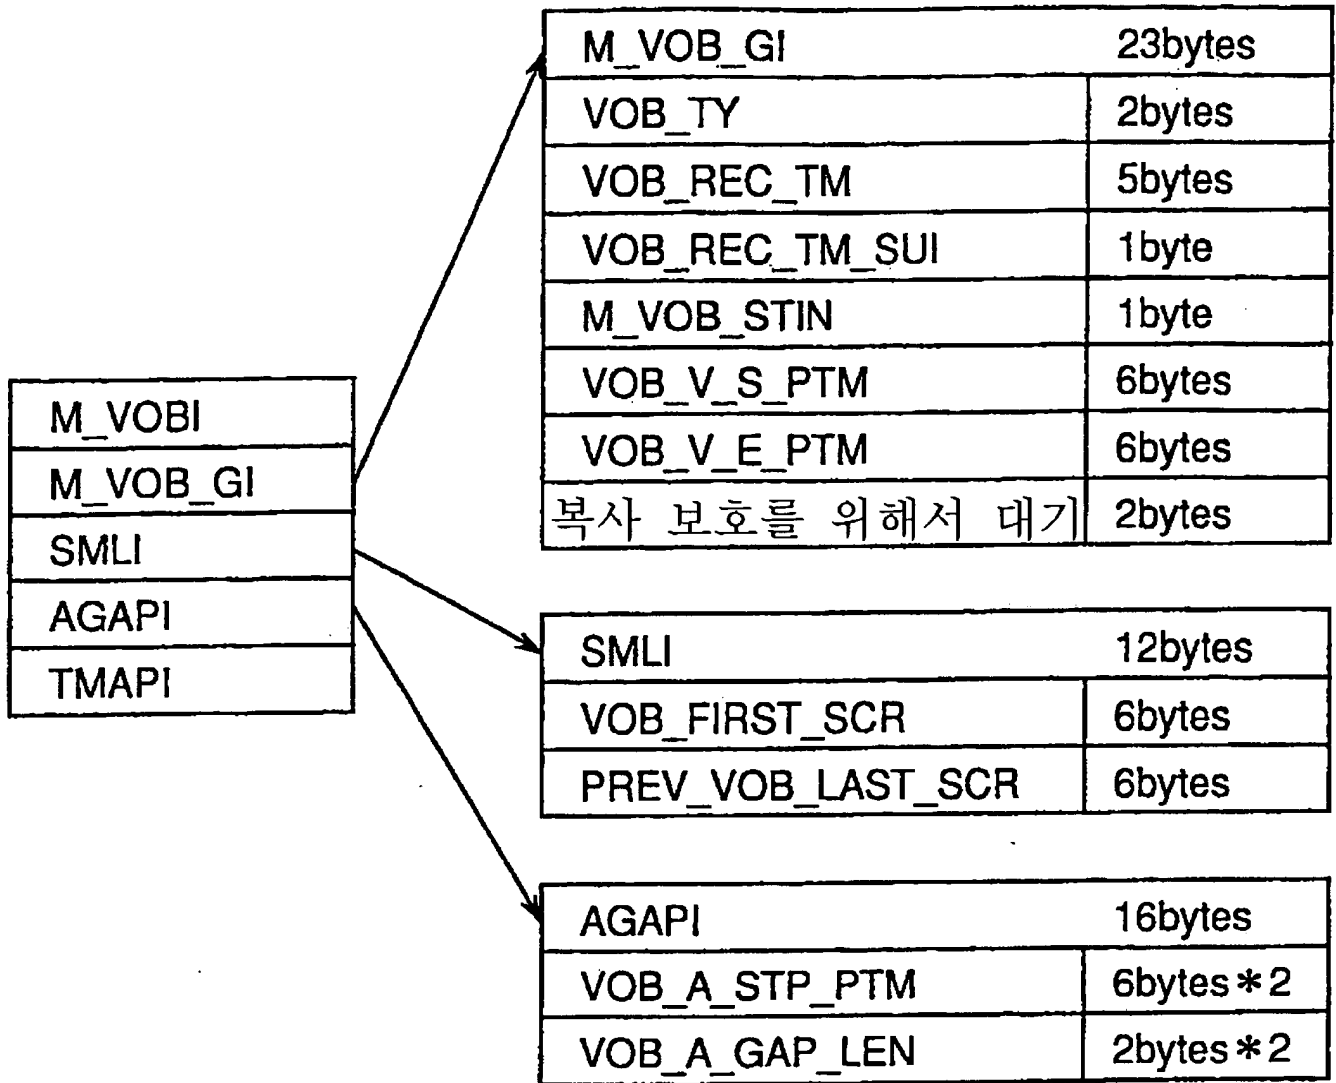 M_VOBI
M_VOB_GI
SMLI
AGAPI
TMAPI
M_VOB_GI 23bytes
VOB_TY 2bytes
VOB_REC_TM 5bytes
VOB_REC_TM_SUI 1byte
M_VOB_STIN 1byte
VOB_V_S_PTM 6bytes
VOB_V_E_PTM 6bytes
복사 보호를 위해서 대기 2bytes
SMLI 12bytes
VOB_FIRST_SCR 6bytes
PREV_VOB_LAST_SCR 6bytes
AGAPI 16bytes
VOB_A_STP_PTM 6bytes*2
VOB_A_GAP_LEN 2bytes*2